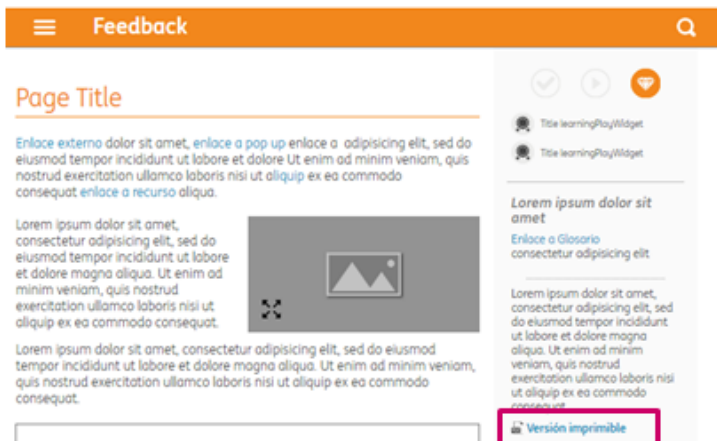 Feedback
Page Title
Enlace externo dolor sit amet, enlace a pop up enlace a adipisicing elit, sed do
eiusmod tempor incididunt ut labore et dolore Ut enim ad minim veniam, quis
nostrud exercitation ullamco laboris nisi ut aliquip ex ea commodo
consequat enlace a recurso aliqua.
Lorem ipsum dolor sit amet,
consectetur adipisicing elit, sed do
eiusmod tempor incididunt ut labore
et dolore magna aliqua. Ut enim ad
minim veniam, quis nostrud
exercitation ullamco laboris nisi ut
aliquip ex ea commodo consequat.
Lorem ipsum dolor sit amet, consectetur adipisicing elit, sed do eiusmod
tempor incididunt ut labore et dolore magna aliqua. Ut enim ad minim veniam,
quis nostrud exercitation ullamco laboris nisi ut aliquip ex ea commodo
consequat.
Title learningPlayWidget
Title learningPlayWidget
Lorem ipsum dolor sit
amet
Enlace a Glosario
consectetur adipisicing elit
Lorem ipsum dolor sit amet,
consectetur adipisicing elit, sed
do eiusmod tempor incididunt
ut labore et dolore magna
aliqua. Ut enim ad minim
veniam, quis nostrud
exercitation ullamco laboris nisi
ut aliquip ex ea commodo
consequat
Versión imprimible